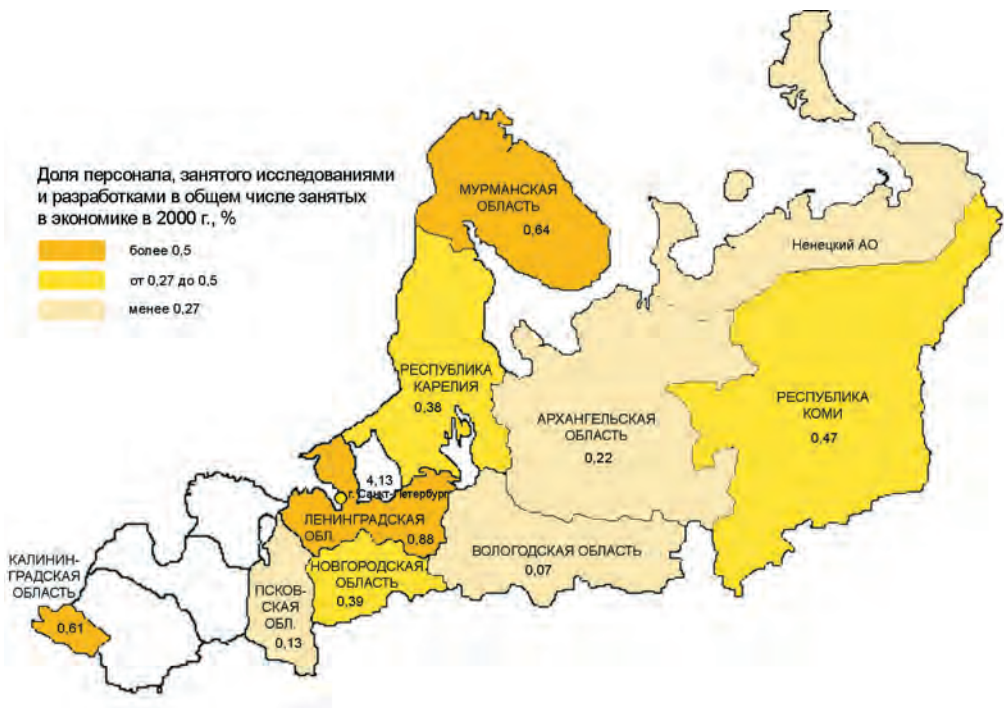 Доля персонала, занятого исследованиями
и разработками в общем числе занятых
в экономике в 2000 г., %
более 0,5
от 0,27 до 0,5
менее 0,27
МУРМАНСКАЯ
ОБЛАСТЬ
0,64
Ненецкий АО
РЕСПУБЛИКА
КАРЕЛИЯ
0,38
АРХАНГЕЛЬСКАЯ
ОБЛАСТЬ
0,22
РЕСПУБЛИКА
КОМИ
0,47
4,13
г. Санкт-Петербург
ЛЕНИНГРАДСКАЯ
ОБЛ.
0,88
ВОЛОГОДСКАЯ ОБЛАСТЬ
0,07
НОВГОРОДСКАЯ
ОБЛАСТЬ
0,39
ПСКОВ-
СКАЯ
ОБЛ.
0,13
КАЛИНИН-
ГРАДСКАЯ
ОБЛАСТЬ
0,61